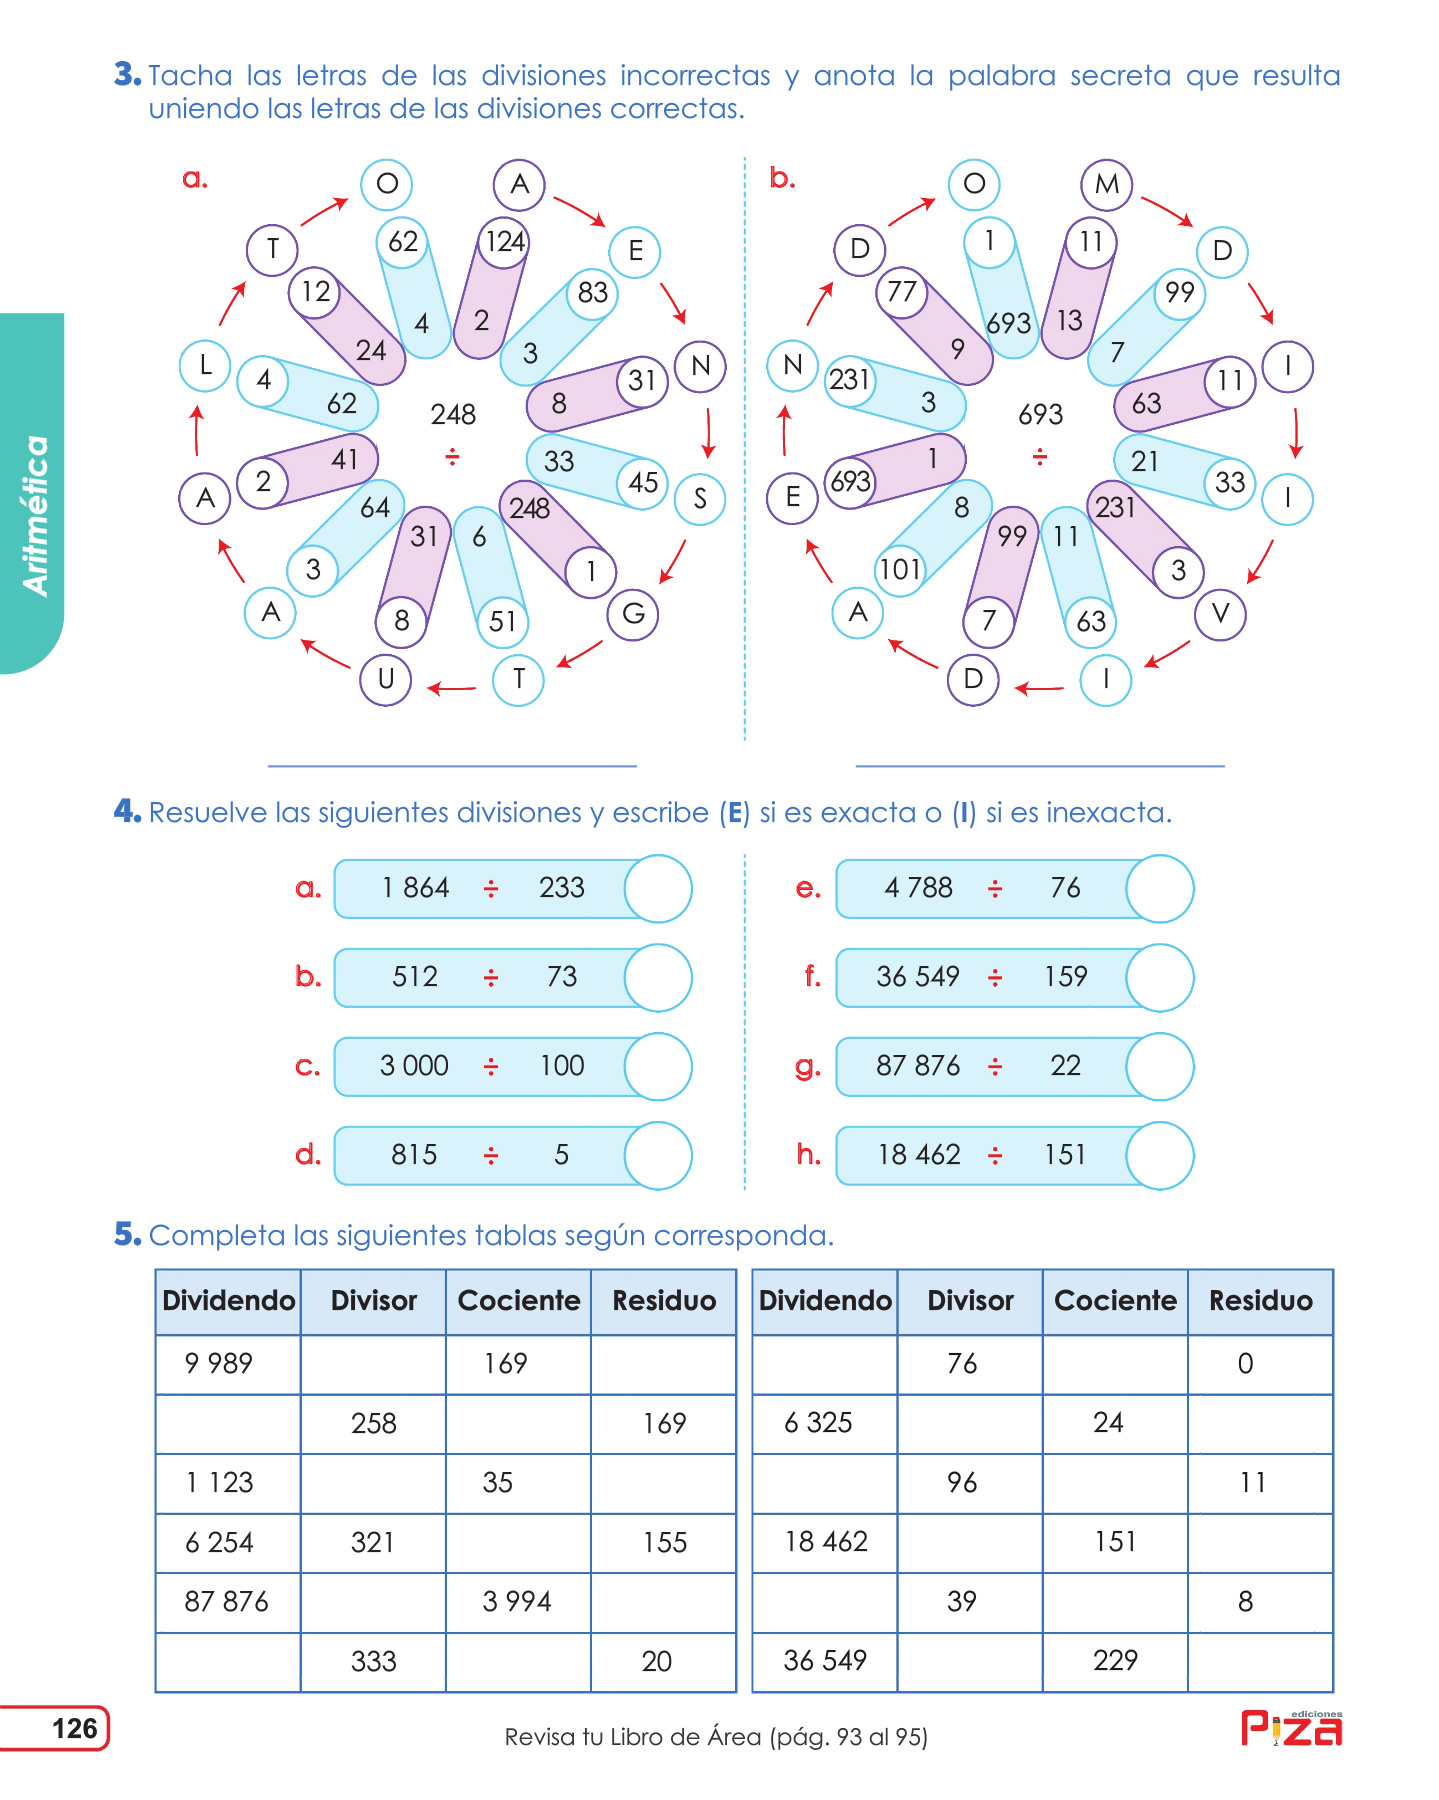 3. Tacha las letras de las divisiones incorrectas y anota la palabra secreta que resulta
uniendo las letras de las divisiones correctas.
a.
O
A
E
N
S
G
T
U
A
A
L
T
62
124
83
31
45
1
51
8
3
2
4
12
4
2
3
8
33
248
6
31
64
41
62
24
248
÷
b.
O
M
D
I
I
V
I
D
A
E
N
D
1
11
99
11
33
3
63
7
101
693
231
77
693
13
7
63
21
231
11
99
8
1
3
9
693
÷
Aritmética
4. Resuelve las siguientes divisiones y escribe (E) si es exacta o (I) si es inexacta.
a. 1 864 ÷ 233
b. 512 ÷ 73
c. 3 000 ÷ 100
d. 815 ÷ 5
e. 4 788 ÷ 76
f. 36 549 ÷ 159
g. 87 876 ÷ 22
h. 18 462 ÷ 151
5. Completa las siguientes tablas según corresponda.
Dividendo Divisor Cociente Residuo
9 989 169
258 169
1 123 35
6 254 321 155
87 876 3 994
333 20
Dividendo Divisor Cociente Residuo
76 0
6 325 24
96 11
18 462 151
39 8
36 549 229
126
Revisa tu Libro de Área (pág. 93 al 95)
ediciones
Piza